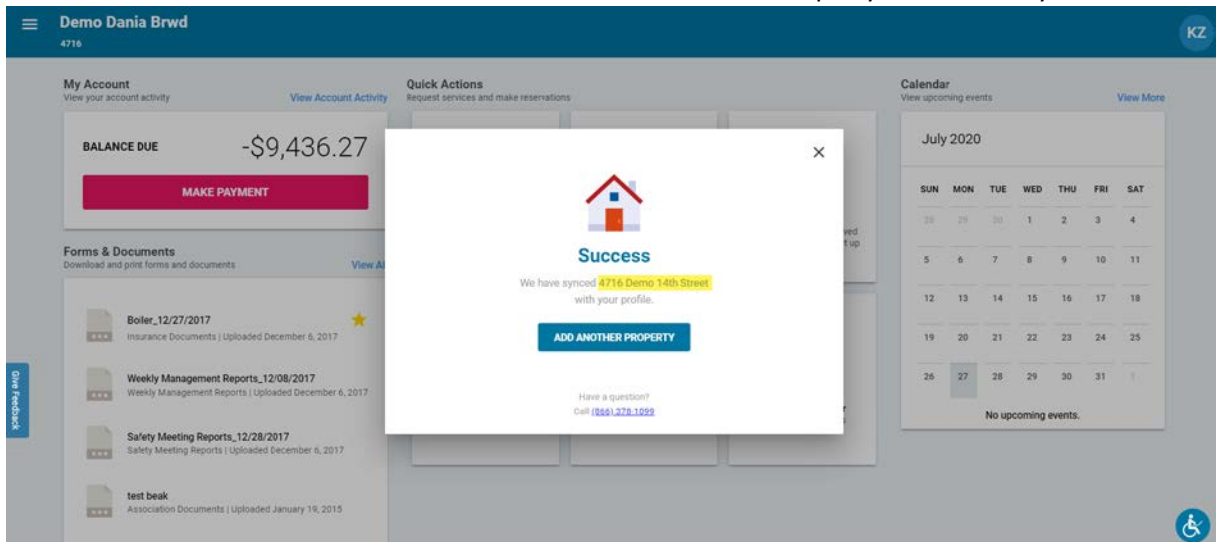 Demo Dania Brwd
4716
KZ
My Account
View your account activity
View Account Activity
BALANCE DUE
-$9,436.27
MAKE PAYMENT
Forms & Documents
Download and print forms and documents
View Al
Boiler_12/27/2017
Insurance Documents | Uploaded December 6, 2017
Weekly Management Reports_12/08/2017
Weekly Management Reports | Uploaded December 6, 2017
Safety Meeting Reports_12/28/2017
Safety Meeting Reports | Uploaded December 6, 2017
test beak
Association Documents | Uploaded January 19, 2015
Give Feedback
Quick Actions
Request services and make reservations
Success
We have synced 4716 Demo 14th Street
with your profile.
ADD ANOTHER PROPERTY
Have a question?
Call (866) 378-1099
t up
Calendar
View upcoming events
View More
July 2020
SUN MON TUE WED THU FRI SAT
28 29 30 1 2 3 4
5 6 7 8 9 10 11
12 13 14 15 16 17 18
19 20 21 22 23 24 25
26 27 28 29 30 31 1
No upcoming events.